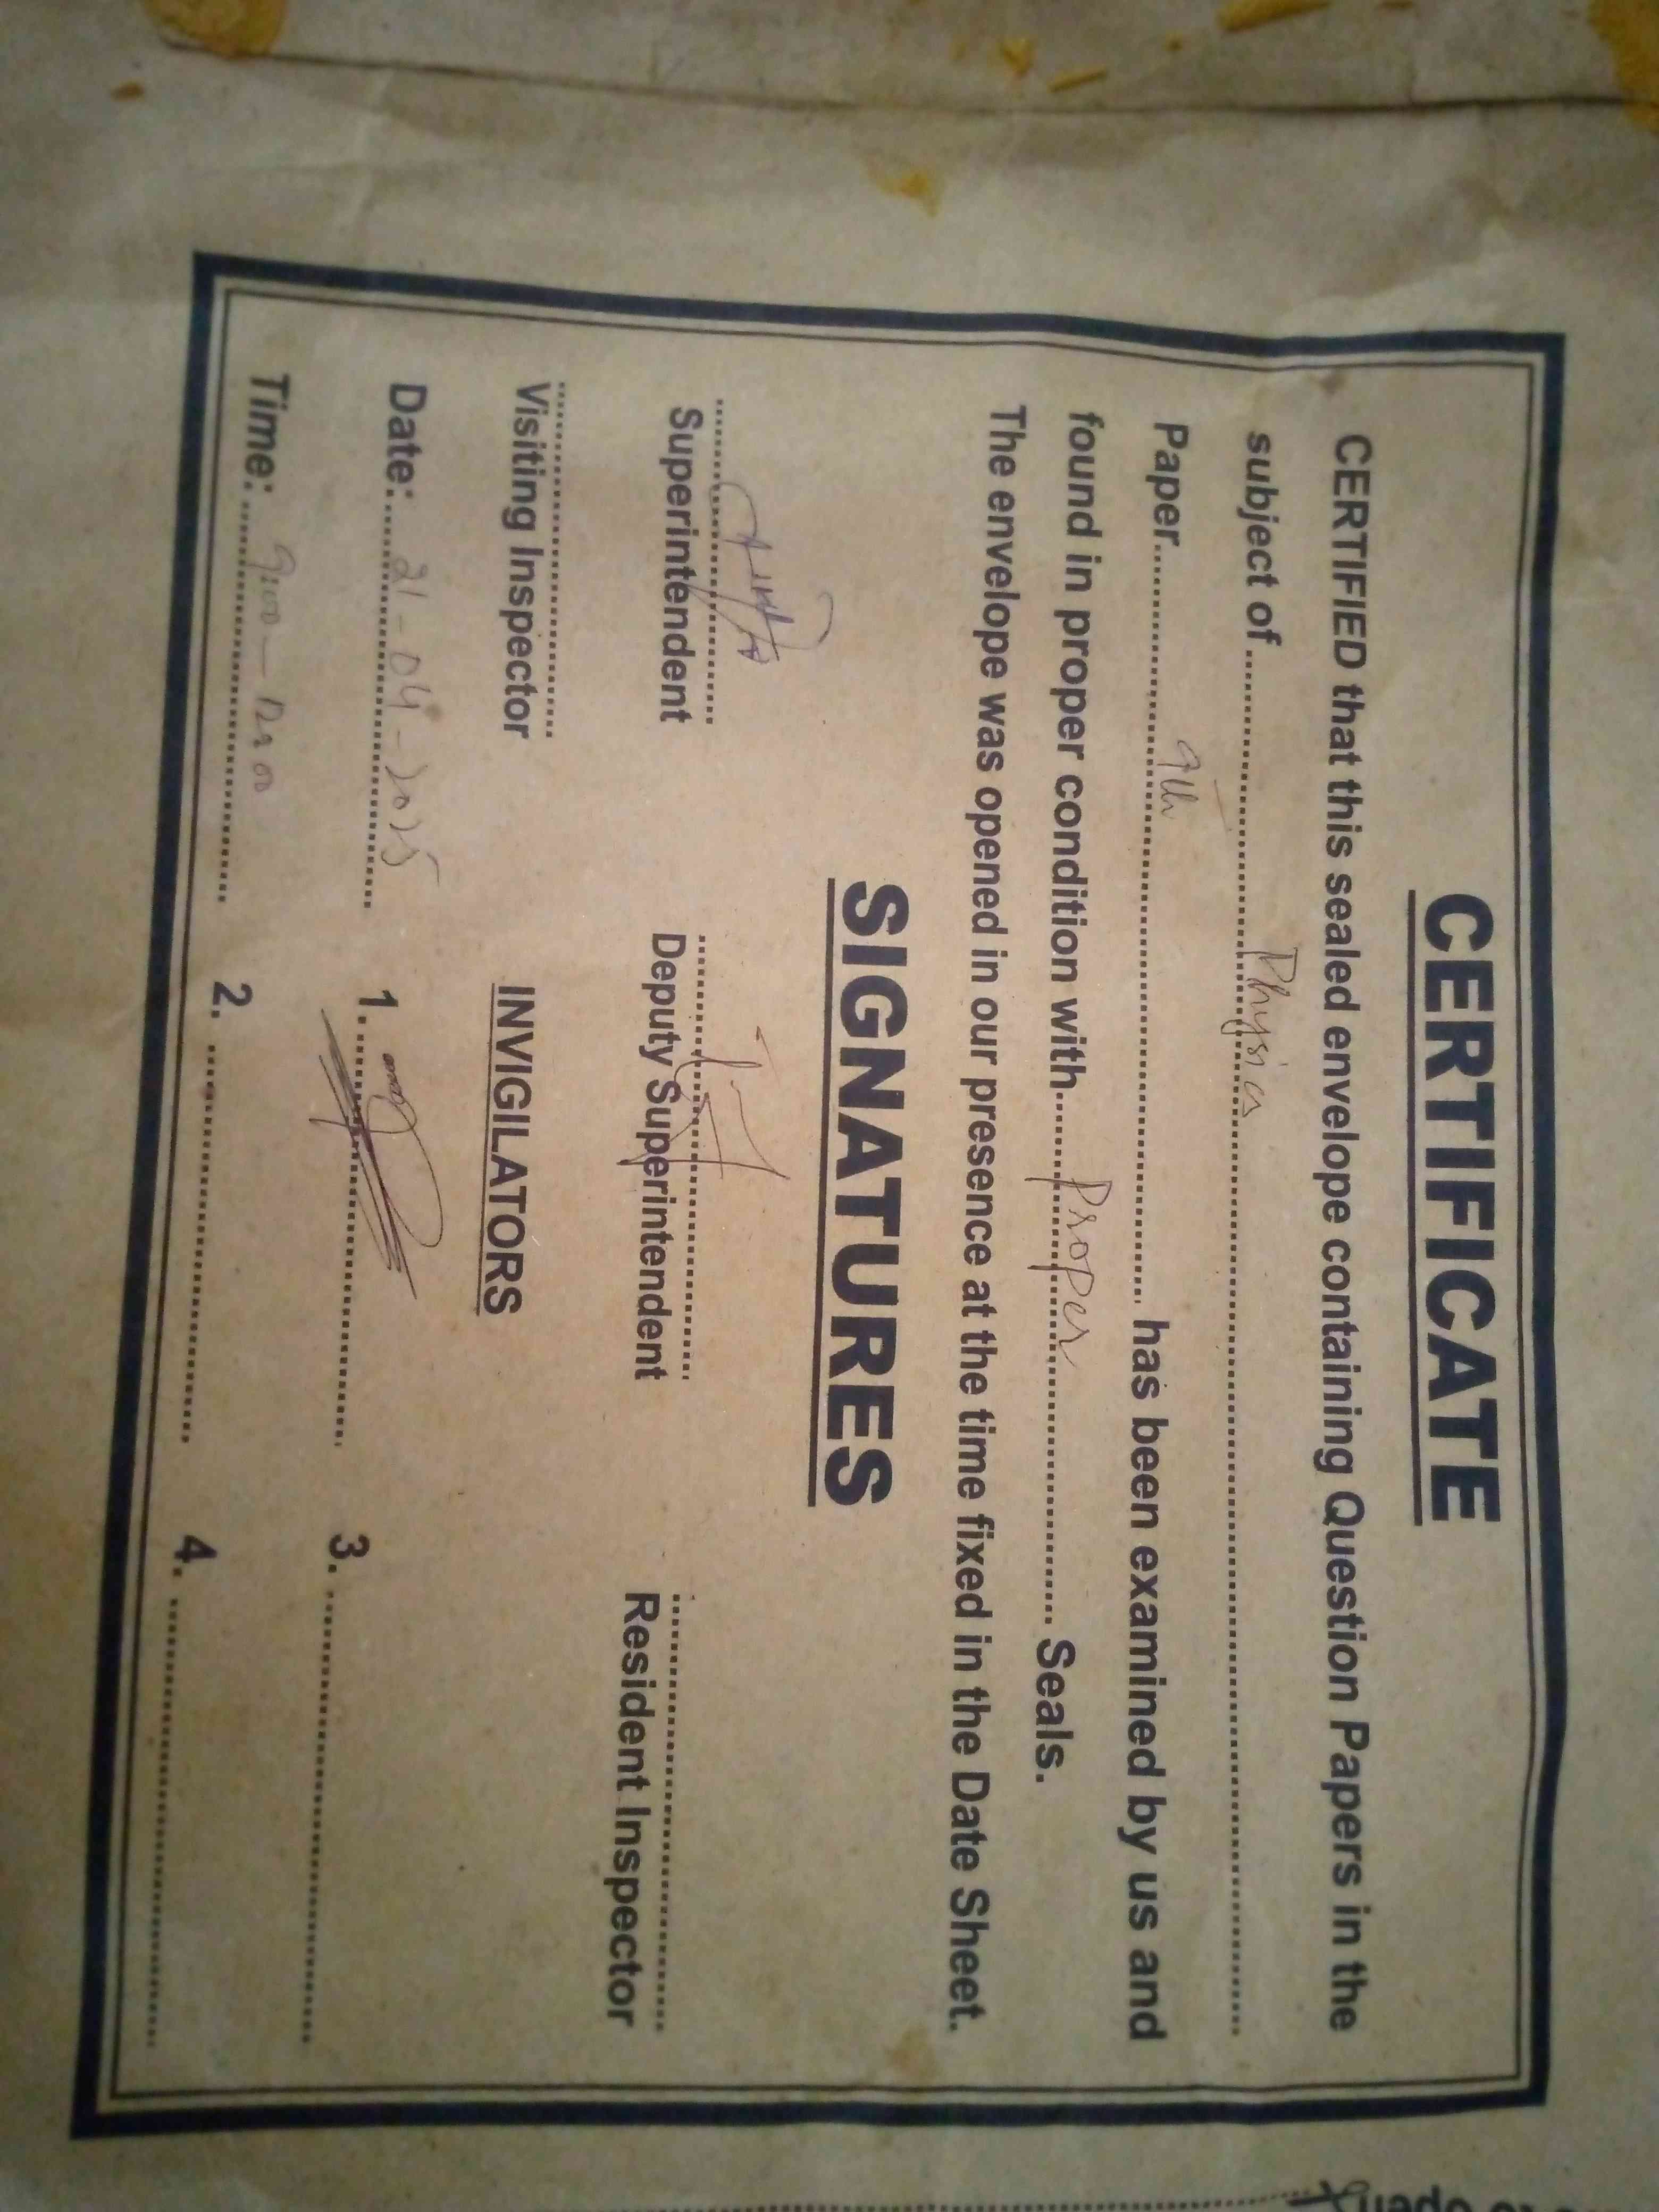 CERTIFICATE
CERTIFIED that this sealed envelope containing Question Papers in the
subject of Physics
Paper 9th has been examined by us and
found in proper condition with Proper Seals.
The envelope was opened in our presence at the time fixed in the Date Sheet.
SIGNATURES
Superintendent Deputy Superintendent Resident Inspector
Visiting Inspector INVIGILATORS
Date: 21-04-2025 1. 3.
Time: 9:00 - 12:00 2. 4.